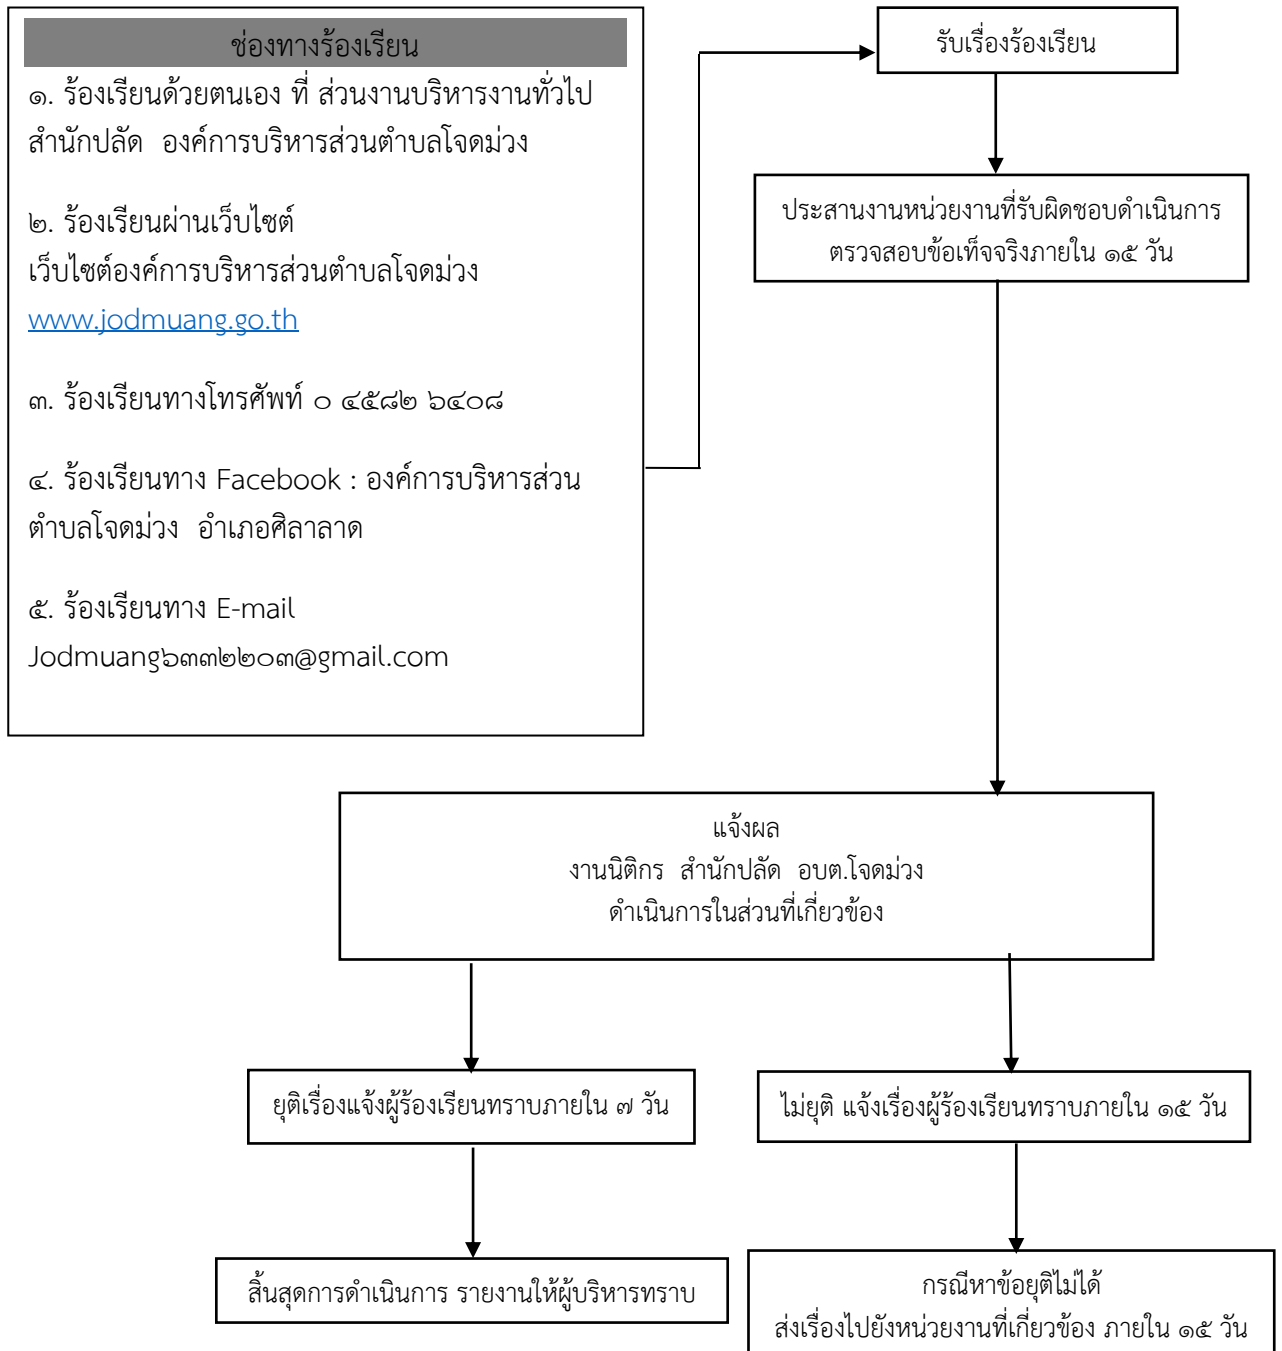 ช่องทางร้องเรียน
๑. ร้องเรียนด้วยตนเอง ที่ ส่วนงานบริหารงานทั่วไป
สำนักปลัด องค์การบริหารส่วนตำบลโจดม่วง
๒. ร้องเรียนผ่านเว็บไซต์
เว็บไซต์องค์การบริหารส่วนตำบลโจดม่วง
www.jodmuang.go.th
๓. ร้องเรียนทางโทรศัพท์ ๐ ๔๕๘๒ ๖๔๐๘
๔. ร้องเรียนทาง Facebook : องค์การบริหารส่วน
ตำบลโจดม่วง อำเภอศิลาลาด
๕. ร้องเรียนทาง E-mail
Jodmuang๖๓๓๒๒๐๓@gmail.com
รับเรื่องร้องเรียน
ประสานงานหน่วยงานที่รับผิดชอบดำเนินการ
ตรวจสอบข้อเท็จจริงภายใน ๑๕ วัน
แจ้งผล
งานนิติกร สำนักปลัด อบต.โจดม่วง
ดำเนินการในส่วนที่เกี่ยวข้อง
ยุติเรื่องแจ้งผู้ร้องเรียนทราบภายใน ๗ วัน
ไม่ยุติ แจ้งเรื่องผู้ร้องเรียนทราบภายใน ๑๕ วัน
สิ้นสุดการดำเนินการ รายงานให้ผู้บริหารทราบ
กรณีหาข้อยุติไม่ได้
ส่งเรื่องไปยังหน่วยงานที่เกี่ยวข้อง ภายใน ๑๕ วัน